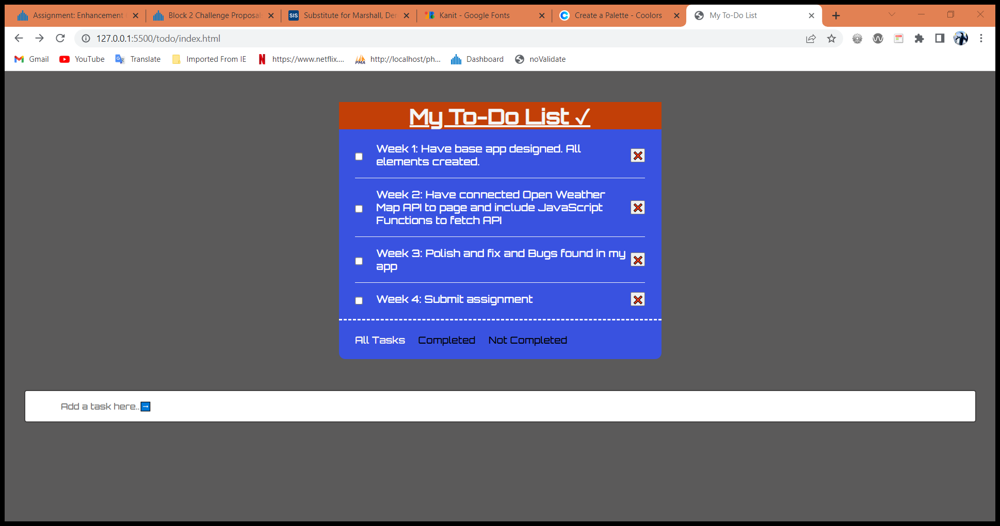 Assignment: Enhancement
Block 2 Challenge Proposals
SIS
Substitute for Marshall, Der
Kanit - Google Fonts
Create a Palette - Coolors
My To-Do List
127.0.0.1:5500/todo/index.html
Gmail
YouTube
Translate
Imported From IE
https://www.netflix....
PMA
http://localhost/ph...
Dashboard
noValidate
My To-Do List ✓
Week 1: Have base app designed. All
elements created.
Week 2: Have connected Open Weather
Map API to page and include JavaScript
Functions to fetch API
Week 3: Polish and fix and Bugs found in my
app
Week 4: Submit assignment
All Tasks Completed Not Completed
Add a task here..➡